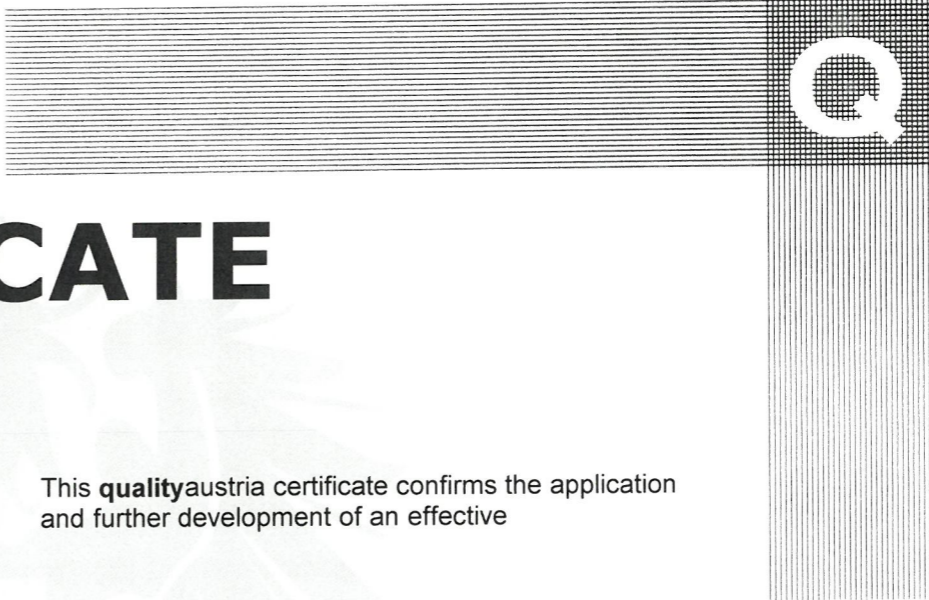 Q
CATE
This qualityaustria certificate confirms the application
and further development of an effective